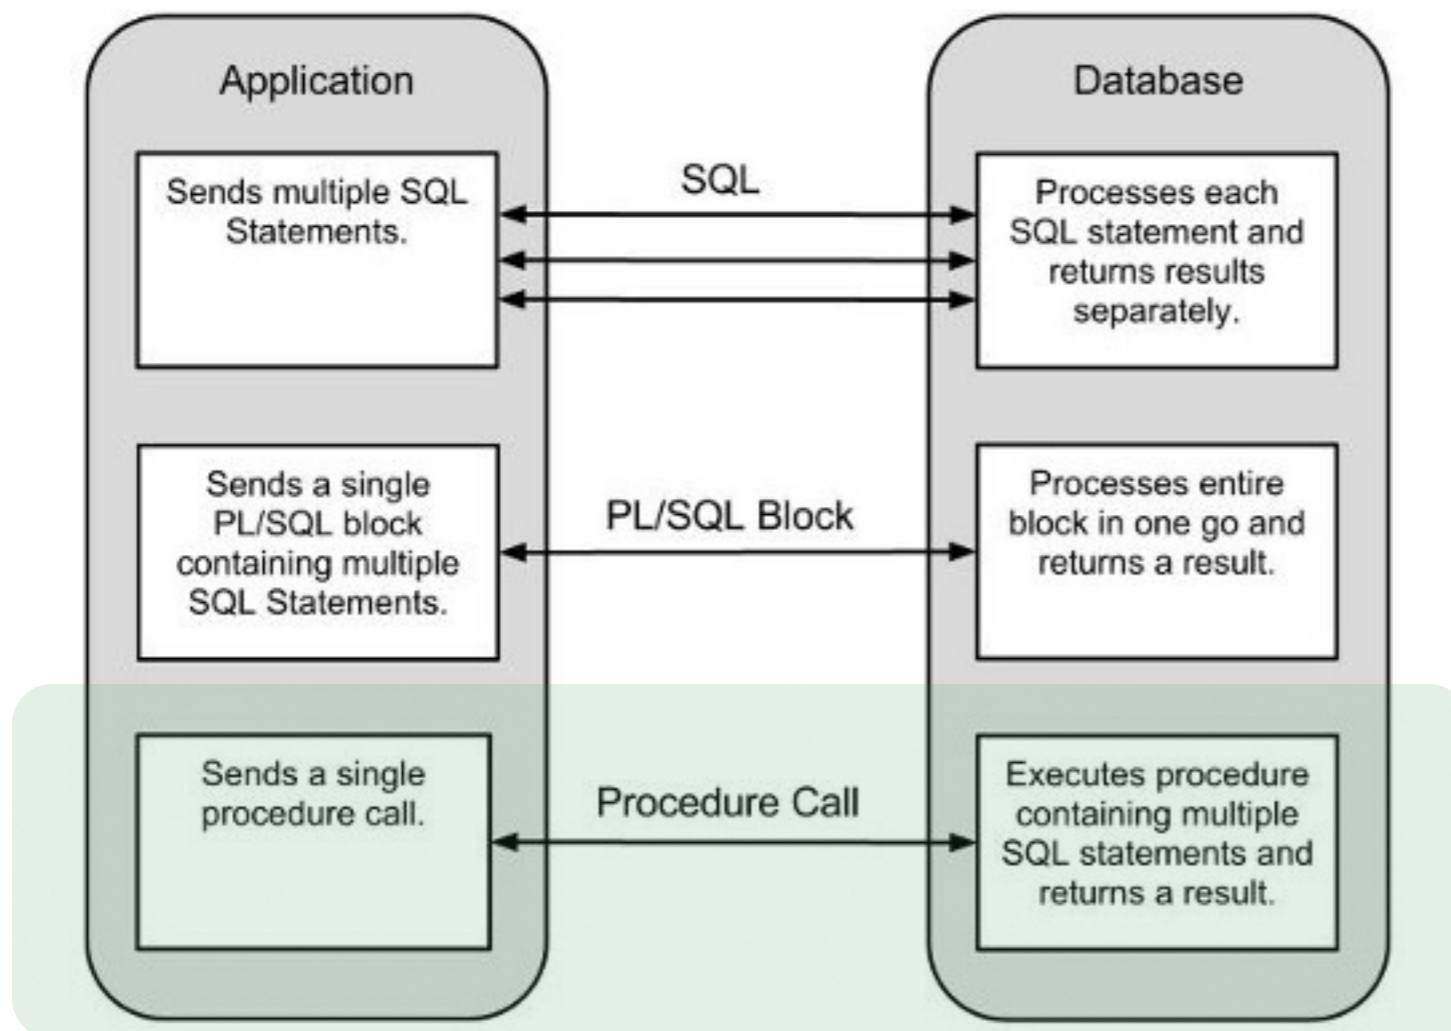 Application
Database
Sends multiple SQL
Statements.
SQL
Processes each
SQL statement and
returns results
separately.
Sends a single
PL/SQL block
containing multiple
SQL Statements.
PL/SQL Block
Processes entire
block in one go and
returns a result.
Sends a single
procedure call.
Procedure Call
Executes procedure
containing multiple
SQL statements and
returns a result.